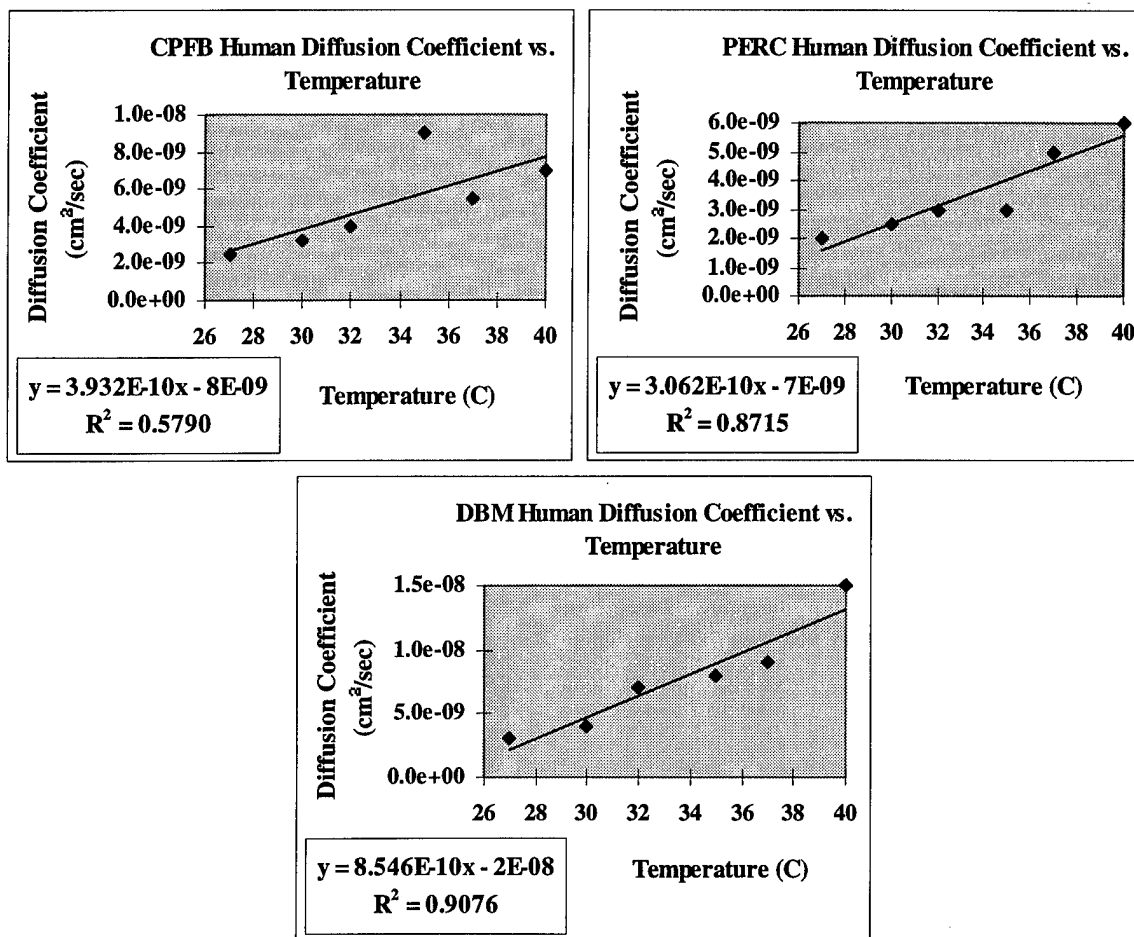 CPFB Human Diffusion Coefficient vs.
Temperature
Diffusion Coefficient
(cm²/sec)
1.0e-08
8.0e-09
6.0e-09
4.0e-09
2.0e-09
0.0e+00
26 28 30 32 34 36 38 40
Temperature (C)
y = 3.932E-10x - 8E-09
R² = 0.5790
PERC Human Diffusion Coefficient vs.
Temperature
Diffusion Coefficient
(cm²/sec)
6.0e-09
5.0e-09
4.0e-09
3.0e-09
2.0e-09
1.0e-09
0.0e+00
26 28 30 32 34 36 38 40
Temperature (C)
y = 3.062E-10x - 7E-09
R² = 0.8715
DBM Human Diffusion Coefficient vs.
Temperature
Diffusion Coefficient
(cm²/sec)
1.5e-08
1.0e-08
5.0e-09
0.0e+00
26 28 30 32 34 36 38 40
Temperature (C)
y = 8.546E-10x - 2E-08
R² = 0.9076